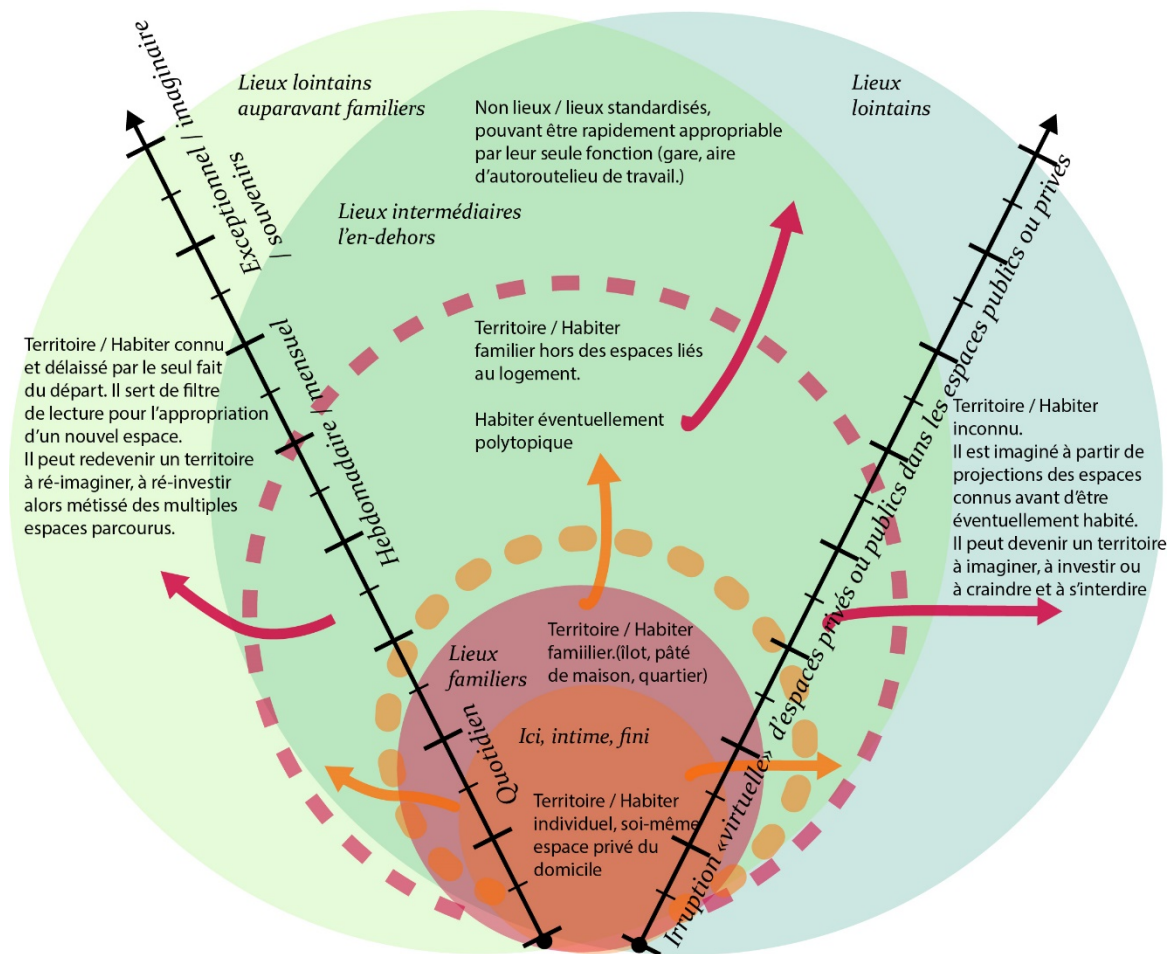 Lieux lointains
auparavant familiers
Lieux
lointains
Non lieux / lieux standardisés,
pouvant être rapidement appropriable
par leur seule fonction (gare, aire
d'autoroutelieu de travail.)
Lieux intermédiaires
l'en-dehors
Exceptionnel / imaginaire
/ souvenirs
Hebdomadaire / mensuel
Quotidien
Territoire / Habiter connu
et délaissé par le seul fait
du départ. Il sert de filtre
de lecture pour l'appropriation
d'un nouvel espace.
Il peut redevenir un territoire
à ré-imaginer, à ré-investir
alors métissé des multiples
espaces parcourus.
Territoire / Habiter
familier hors des espaces liés
au logement.
Habiter éventuellement
polytopique
Territoire / Habiter
inconnu.
Il est imaginé à partir de
projections des espaces
connus avant d'être
éventuellement habité.
Il peut devenir un territoire
à imaginer, à investir ou
à craindre et à s'interdire
Irruption «virtuelle» d'espaces privés ou publics dans les espaces publics ou privés
Lieux
familiers
Territoire / Habiter
famiilier.(îlot, pâté
de maison, quartier)
Ici, intime, fini
Territoire / Habiter
individuel, soi-même
espace privé du
domicile